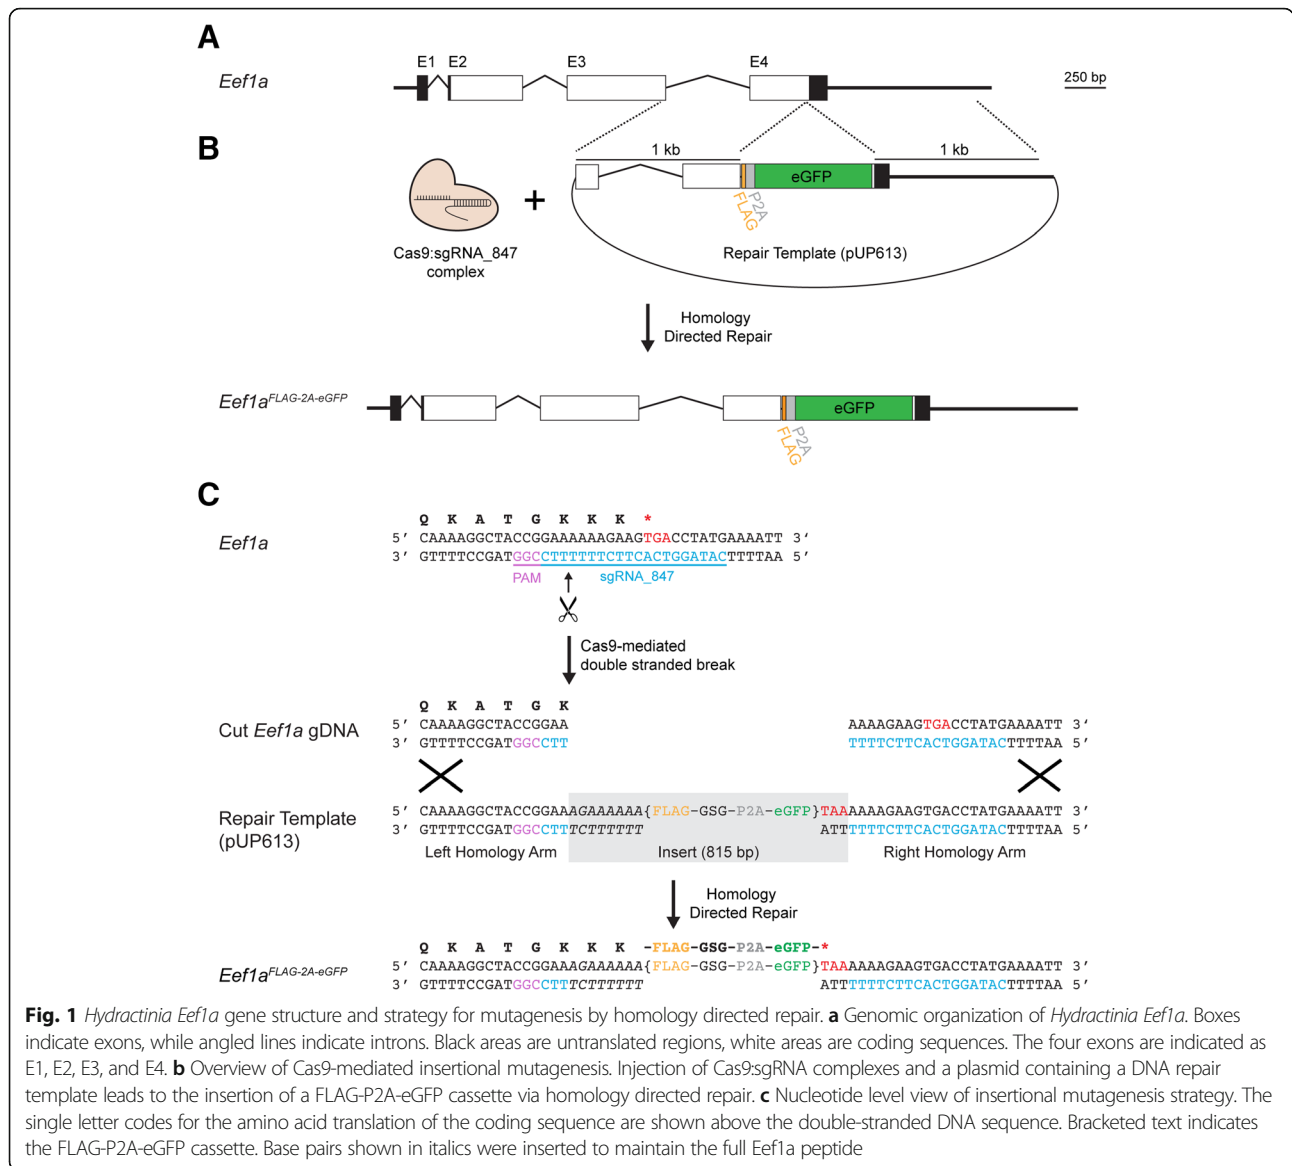 A
E1 E2 E3 E4
Eef1a
250 bp
B
1 kb 1 kb
eGFP
FLAG P2A
+
Cas9:sgRNA_847
complex
Repair Template (pUP613)
Homology
Directed Repair
Eef1aFLAG-2A-eGFP
eGFP
FLAG P2A
C
Q K A T G K K K *
Eef1a
5’ CAAAAGGCTACCGGAAAAAAGAAGTGACCTATGAAAATT 3‘
3’ GTTTTCCGATGGCCTTTTTTCTTCACTGGATACTTTTAA 5’
PAM sgRNA_847
Cas9-mediated
double stranded break
Q K A T G K
Cut Eef1a gDNA
5’ CAAAAGGCTACCGGAA AAAAGAAGTGACCTATGAAAATT 3‘
3’ GTTTTCCGATGGCCTT TTTTCTTCACTGGATACTTTTAA 5’
Repair Template
(pUP613)
5’ CAAAAGGCTACCGGAAAGAAAAAA{FLAG-GSG-P2A-eGFP}TAAAAAAGAAGTGACCTATGAAAATT 3‘
3’ GTTTTCCGATGGCCTTTCTTTTTT ATTTTTTCTTCACTGGATACTTTTAA 5’
Left Homology Arm Insert (815 bp) Right Homology Arm
Homology
Directed Repair
Q K A T G K K K -FLAG-GSG-P2A-eGFP-*
Eef1aFLAG-2A-eGFP
5’ CAAAAGGCTACCGGAAAGAAAAAA{FLAG-GSG-P2A-eGFP}TAAAAAAGAAGTGACCTATGAAAATT 3‘
3’ GTTTTCCGATGGCCTTTCTTTTTT ATTTTTTCTTCACTGGATACTTTTAA 5’
Fig. 1 Hydractinia Eef1a gene structure and strategy for mutagenesis by homology directed repair. a Genomic organization of Hydractinia Eef1a. Boxes
indicate exons, while angled lines indicate introns. Black areas are untranslated regions, white areas are coding sequences. The four exons are indicated as
E1, E2, E3, and E4. b Overview of Cas9-mediated insertional mutagenesis. Injection of Cas9:sgRNA complexes and a plasmid containing a DNA repair
template leads to the insertion of a FLAG-P2A-eGFP cassette via homology directed repair. c Nucleotide level view of insertional mutagenesis strategy. The
single letter codes for the amino acid translation of the coding sequence are shown above the double-stranded DNA sequence. Bracketed text indicates
the FLAG-P2A-eGFP cassette. Base pairs shown in italics were inserted to maintain the full Eef1a peptide